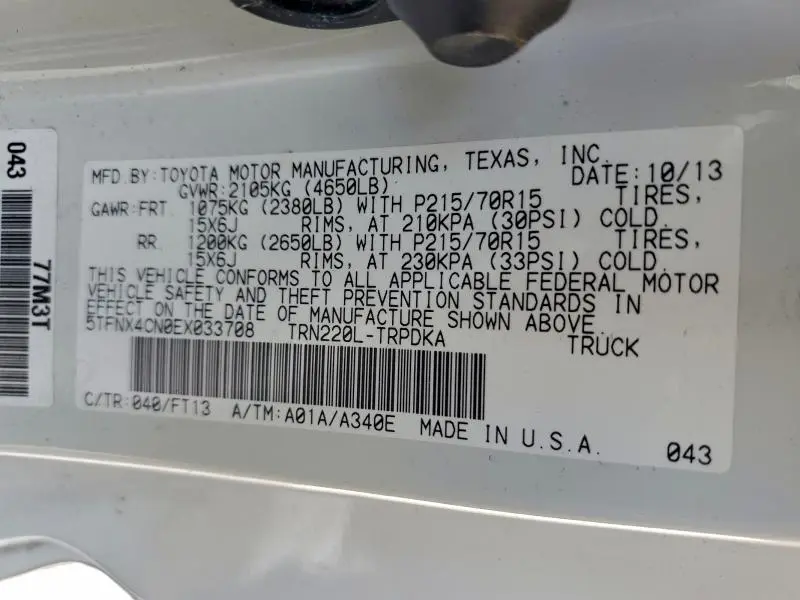 043
77M3T
MFD.BY:TOYOTA MOTOR MANUFACTURING, TEXAS, INC.
GVWR:2105KG (4650LB) DATE:10/13
GAWR:FRT 1075KG (2380LB) WITH P215/70R15 TIRES,
15X6J RIMS, AT 210KPA (30PSI) COLD.
RR 1200KG (2650LB) WITH P215/70R15 TIRES,
15X6J RIMS, AT 230KPA (33PSI) COLD.
THIS VEHICLE CONFORMS TO ALL APPLICABLE FEDERAL MOTOR
VEHICLE SAFETY AND THEFT PREVENTION STANDARDS IN
EFFECT ON THE DATE OF MANUFACTURE SHOWN ABOVE.
5TFNX4CN0EX033708 TRN220L-TRPDKA TRUCK
C/TR:040/FT13 A/TM:A01A/A340E MADE IN U.S.A. 043